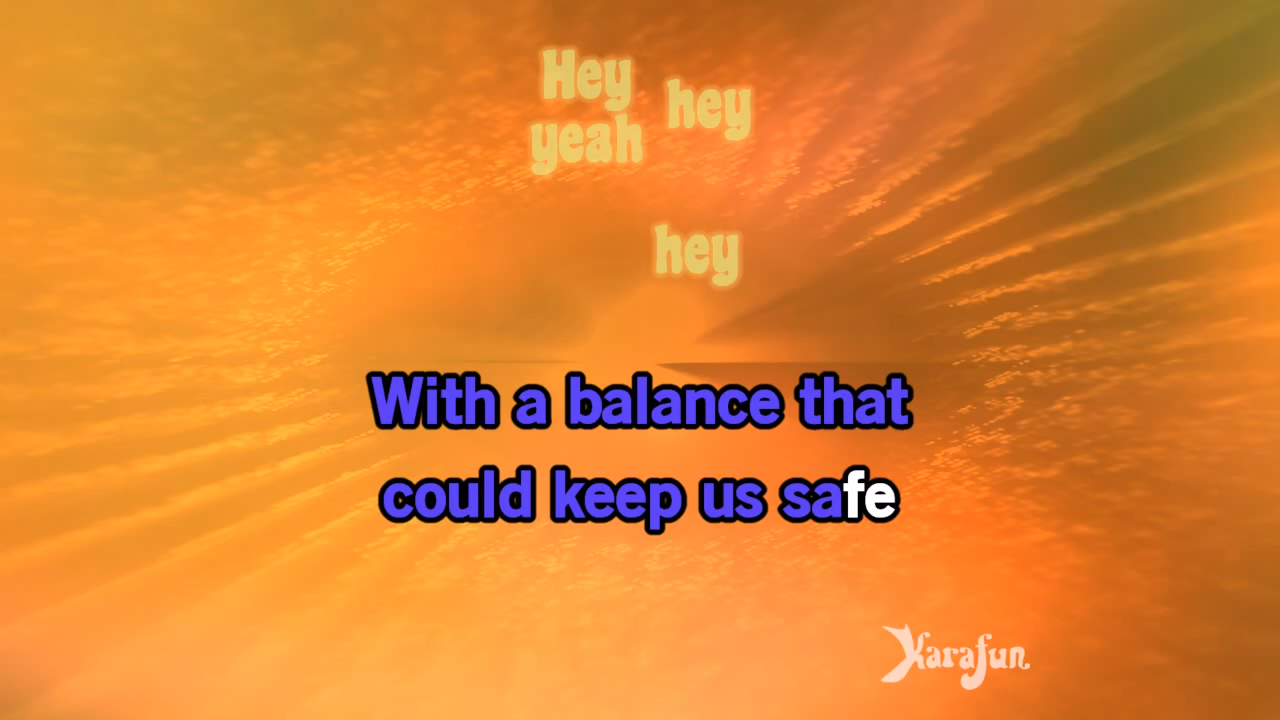 Hey
yeah
hey
hey
With a balance that
could keep us safe
Karafun